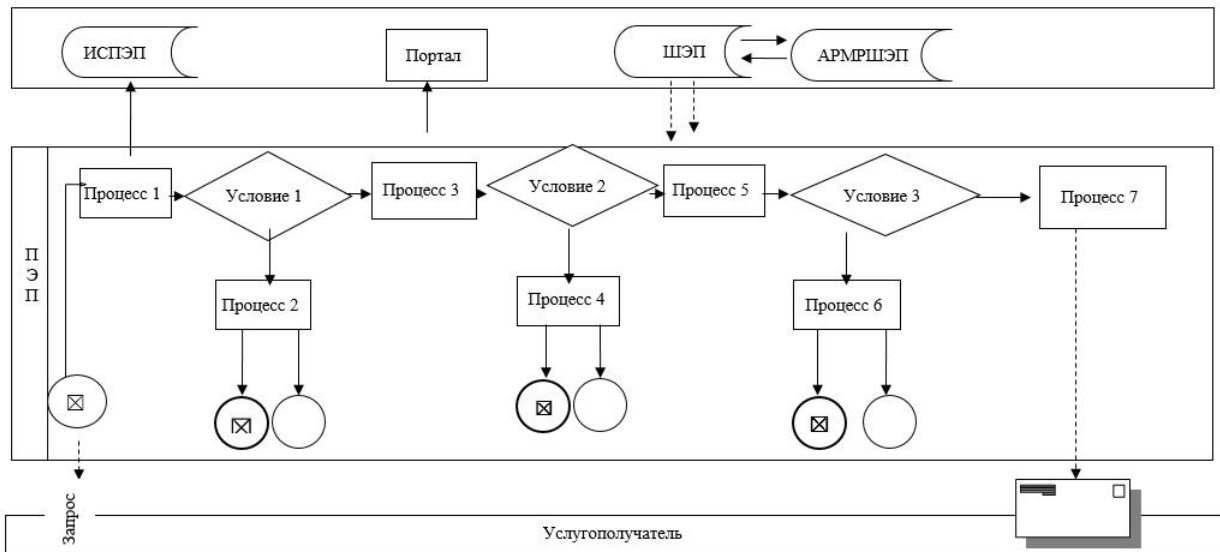 ИСПЭП
Портал
ШЭП
АРМРШЭП
ПЭП
Процесс 1
Условие 1
Процесс 3
Условие 2
Процесс 5
Условие 3
Процесс 7
Процесс 2
Процесс 4
Процесс 6
Запрос
Услугополучатель